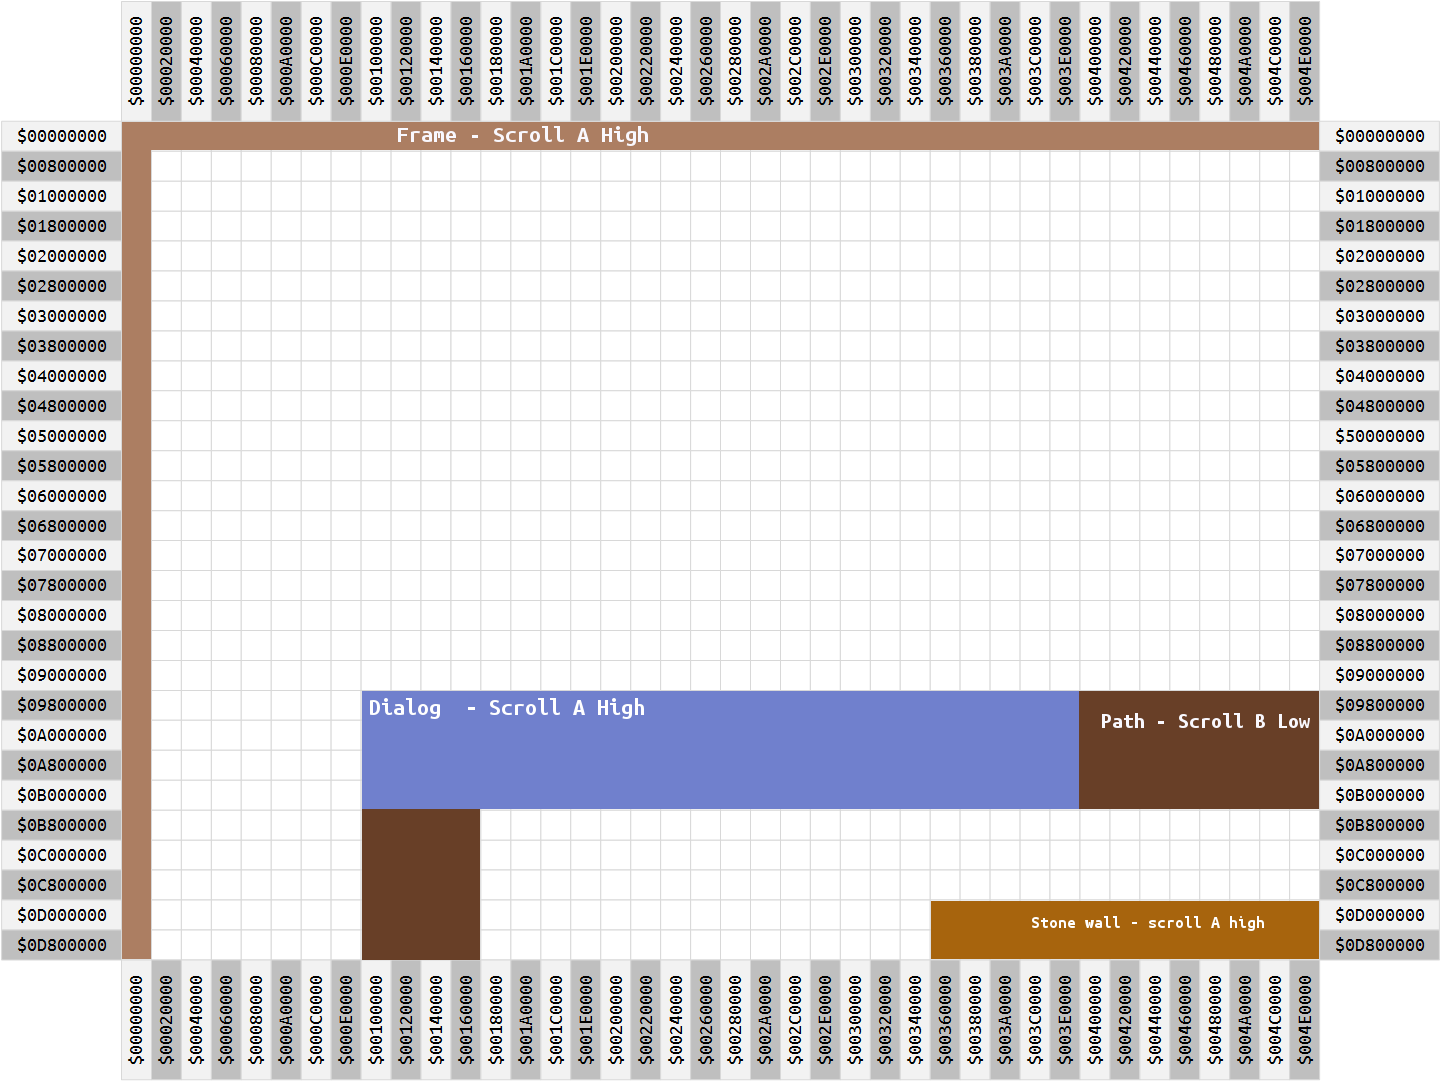 $00000000 $00020000 $00040000 $00060000 $00080000 $000A0000 $000C0000 $000E0000 $00100000 $00120000 $00140000 $00160000 $00180000 $001A0000 $001C0000 $001E0000 $00200000 $00220000 $00240000 $00260000 $00280000 $002A0000 $002C0000 $002E0000 $00300000 $00320000 $00340000 $00360000 $00380000 $003A0000 $003C0000 $003E0000 $00400000 $00420000 $00440000 $00460000 $00480000 $004A0000 $004C0000 $004E0000
$00000000 Frame - Scroll A High $00000000
$00800000 $00800000
$01000000 $01000000
$01800000 $01800000
$02000000 $02000000
$02800000 $02800000
$03000000 $03000000
$03800000 $03800000
$04000000 $04000000
$04800000 $04800000
$05000000 $50000000
$05800000 $05800000
$06000000 $06000000
$06800000 $06800000
$07000000 $07000000
$07800000 $07800000
$08000000 $08000000
$08800000 $08800000
$09000000 $09000000
$09800000 Dialog  - Scroll A High $09800000
$0A000000 Path - Scroll B Low $0A000000
$0A800000 $0A800000
$0B000000 $0B000000
$0B800000 $0B800000
$0C000000 $0C000000
$0C800000 $0C800000
$0D000000 Stone wall - scroll A high $0D000000
$0D800000 $0D800000
$00000000 $00020000 $00040000 $00060000 $00080000 $000A0000 $000C0000 $000E0000 $00100000 $00120000 $00140000 $00160000 $00180000 $001A0000 $001C0000 $001E0000 $00200000 $00220000 $00240000 $00260000 $00280000 $002A0000 $002C0000 $002E0000 $00300000 $00320000 $00340000 $00360000 $00380000 $003A0000 $003C0000 $003E0000 $00400000 $00420000 $00440000 $00460000 $00480000 $004A0000 $004C0000 $004E0000